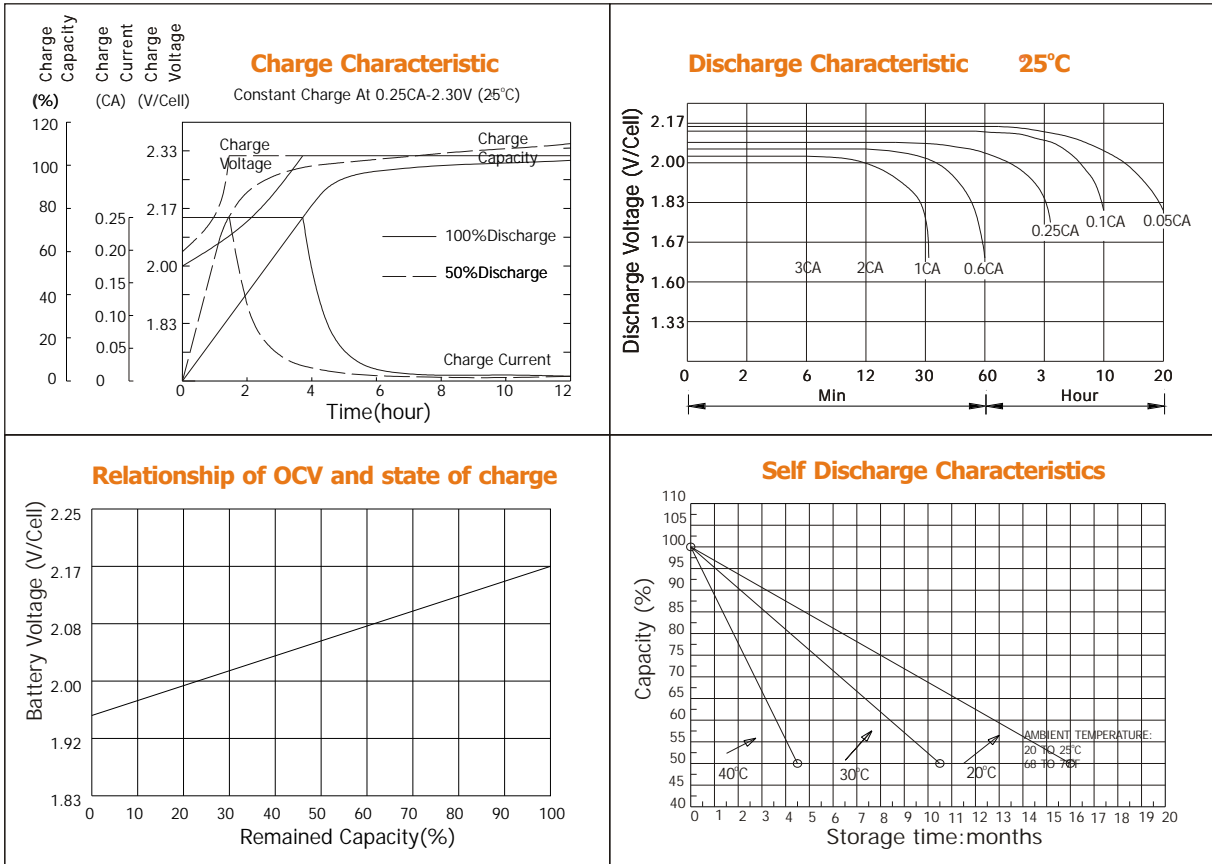 Charge Capacity
Charge Current
Charge Voltage
(%)
(CA)
(V/Cell)
Charge Characteristic
Constant Charge At 0.25CA-2.30V (25°C)
120
100
80
60
40
20
0
0.25
0.20
0.15
0.10
0.05
0
2.33
2.17
2.00
1.83
Charge Voltage
Charge Capacity
100%Discharge
50%Discharge
Charge Current
0 2 4 6 8 10 12
Time(hour)
Discharge Characteristic 25°C
Discharge Voltage (V/Cell)
2.17
2.00
1.83
1.67
1.60
1.33
3CA 2CA 1CA 0.6CA 0.25CA 0.1CA 0.05CA
0 2 6 12 30 60 3 10 20
Min Hour
Relationship of OCV and state of charge
Battery Voltage (V/Cell)
2.25
2.17
2.08
2.00
1.92
1.83
0 10 20 30 40 50 60 70 80 90 100
Remained Capacity(%)
Self Discharge Characteristics
Capacity (%)
110
105
100
95
90
85
80
75
70
65
60
55
50
45
40
40°C
30°C
20°C
AMBIENT TEMPERATURE:
20 TO 25°C
68 TO
0 1 2 3 4 5 6 7 8 9 10 11 12 13 14 15 16 17 18 19 20
Storage time:months